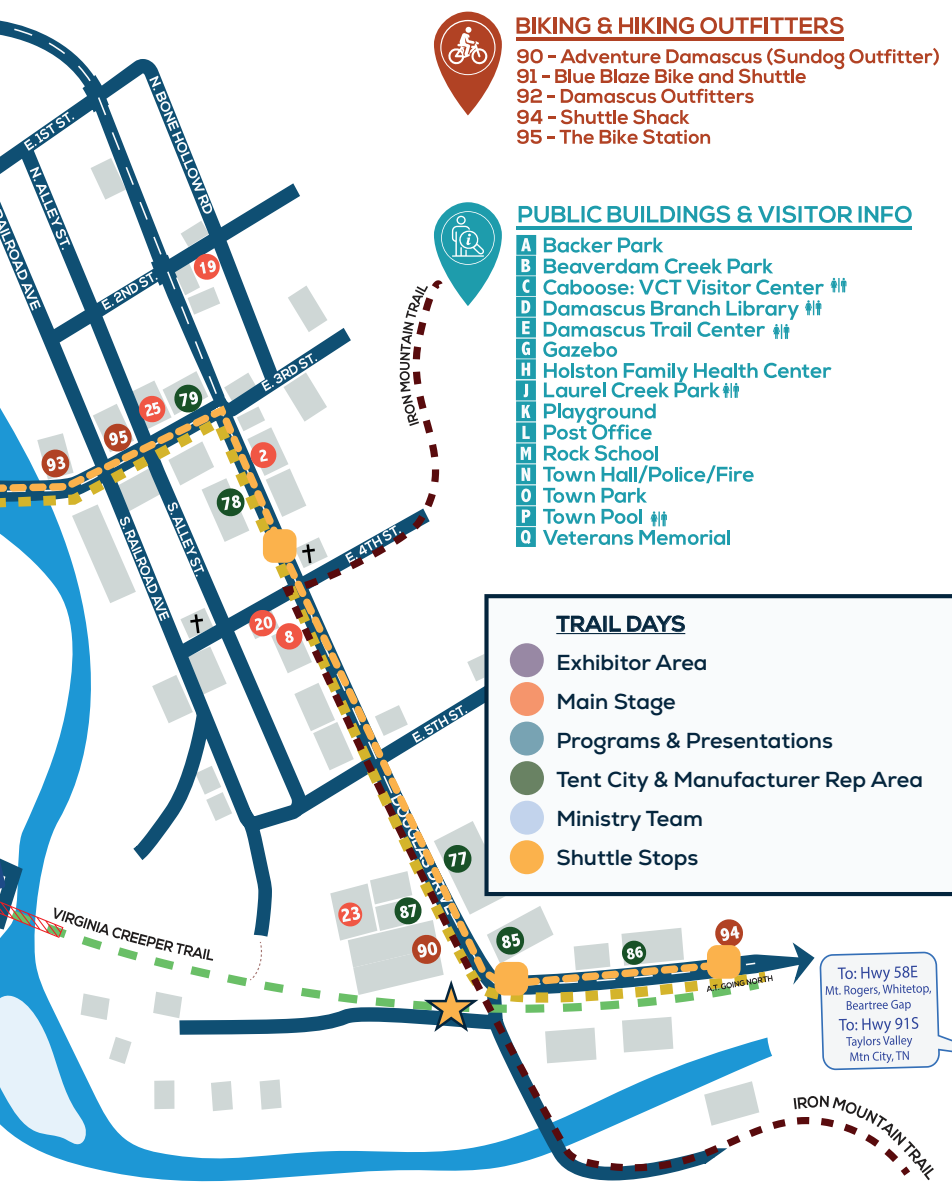 BIKING & HIKING OUTFITTERS
90 - Adventure Damascus (Sundog Outfitter)
91 - Blue Blaze Bike and Shuttle
92 - Damascus Outfitters
94 - Shuttle Shack
95 - The Bike Station
PUBLIC BUILDINGS & VISITOR INFO
A Backer Park
B Beaverdam Creek Park
C Caboose: VCT Visitor Center
D Damascus Branch Library
E Damascus Trail Center
G Gazebo
H Holston Family Health Center
J Laurel Creek Park
K Playground
L Post Office
M Rock School
N Town Hall/Police/Fire
O Town Park
P Town Pool
Q Veterans Memorial
TRAIL DAYS
Exhibitor Area
Main Stage
Programs & Presentations
Tent City & Manufacturer Rep Area
Ministry Team
Shuttle Stops
E. 1ST ST.
N. BONE HOLLOW RD
N. ALLEY ST.
RAILROAD AVE
E. 2ND ST.
19
IRON MOUNTAIN TRAIL
E. 3RD ST.
79
25
95
93
2
78
S. RAILROAD AVE
S. ALLEY ST.
E. 4TH ST.
20
8
E. 5TH ST.
DOUGLAS DRIVE
77
23
87
90
85
86
94
VIRGINIA CREEPER TRAIL
A.T. GOING NORTH
To: Hwy 58E
Mt. Rogers, Whitetop,
Beartree Gap
To: Hwy 91S
Taylors Valley
Mtn City, TN
IRON MOUNTAIN TRAIL